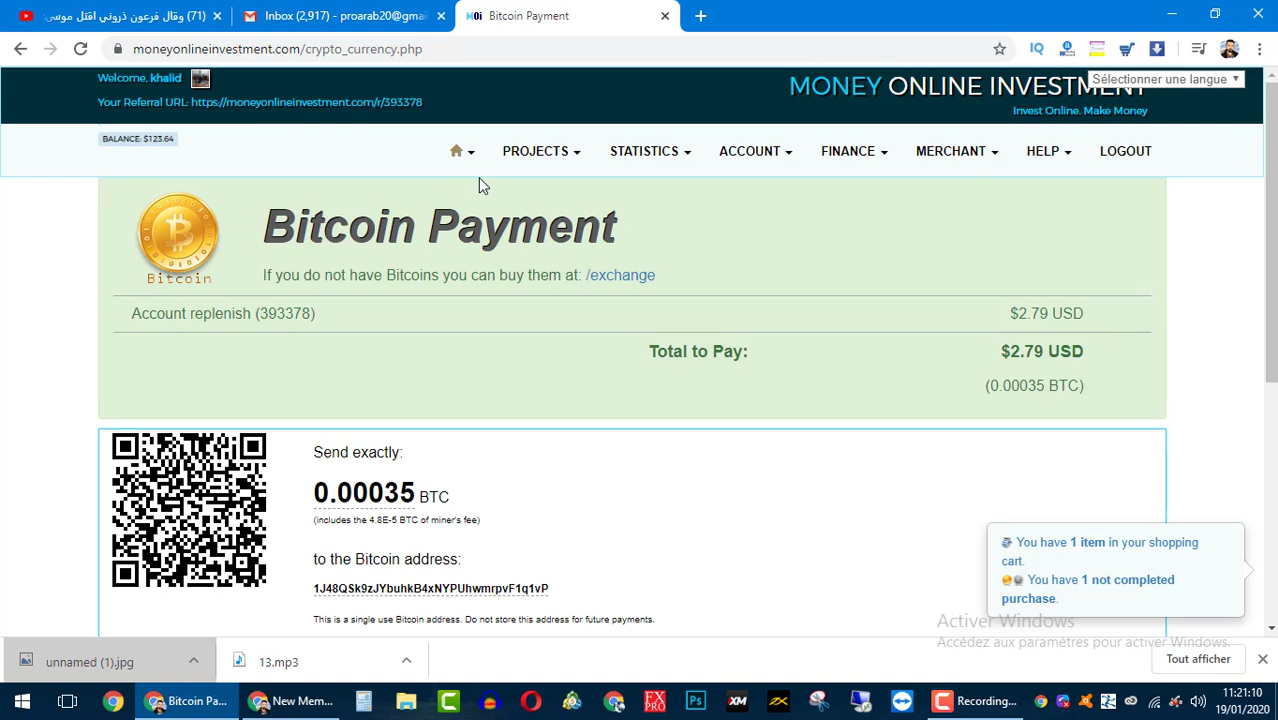 (71) وقال فرعون ذروني اقتل موسى:
Inbox (2,917) - proarab20@gmail
M0i Bitcoin Payment
moneyonlineinvestment.com/crypto_currency.php
Welcome, khalid
Your Referral URL: https://moneyonlineinvestment.com/r/393378
MONEY ONLINE INVESTMENT
Sélectionner une langue
Invest Online. Make Money
BALANCE: $123.64
PROJECTS STATISTICS ACCOUNT FINANCE MERCHANT HELP LOGOUT
Bitcoin
Bitcoin Payment
If you do not have Bitcoins you can buy them at: /exchange
Account replenish (393378) $2.79 USD
Total to Pay: $2.79 USD
(0.00035 BTC)
Send exactly:
0.00035 BTC
(includes the 4.8E-5 BTC of miner's fee)
to the Bitcoin address:
1J48QSk9zJYbuhkB4xNYPUhwmrpvF1q1vP
This is a single use Bitcoin address. Do not store this address for future payments.
You have 1 item in your shopping
cart.
You have 1 not completed
purchase.
Activer Windows
Accédez aux paramètres pour activer Windows.
unnamed (1).jpg
13.mp3
Tout afficher
Bitcoin Pa...
New Mem...
FX PRO
Ps
XM
Recording...
11:21:10
19/01/2020